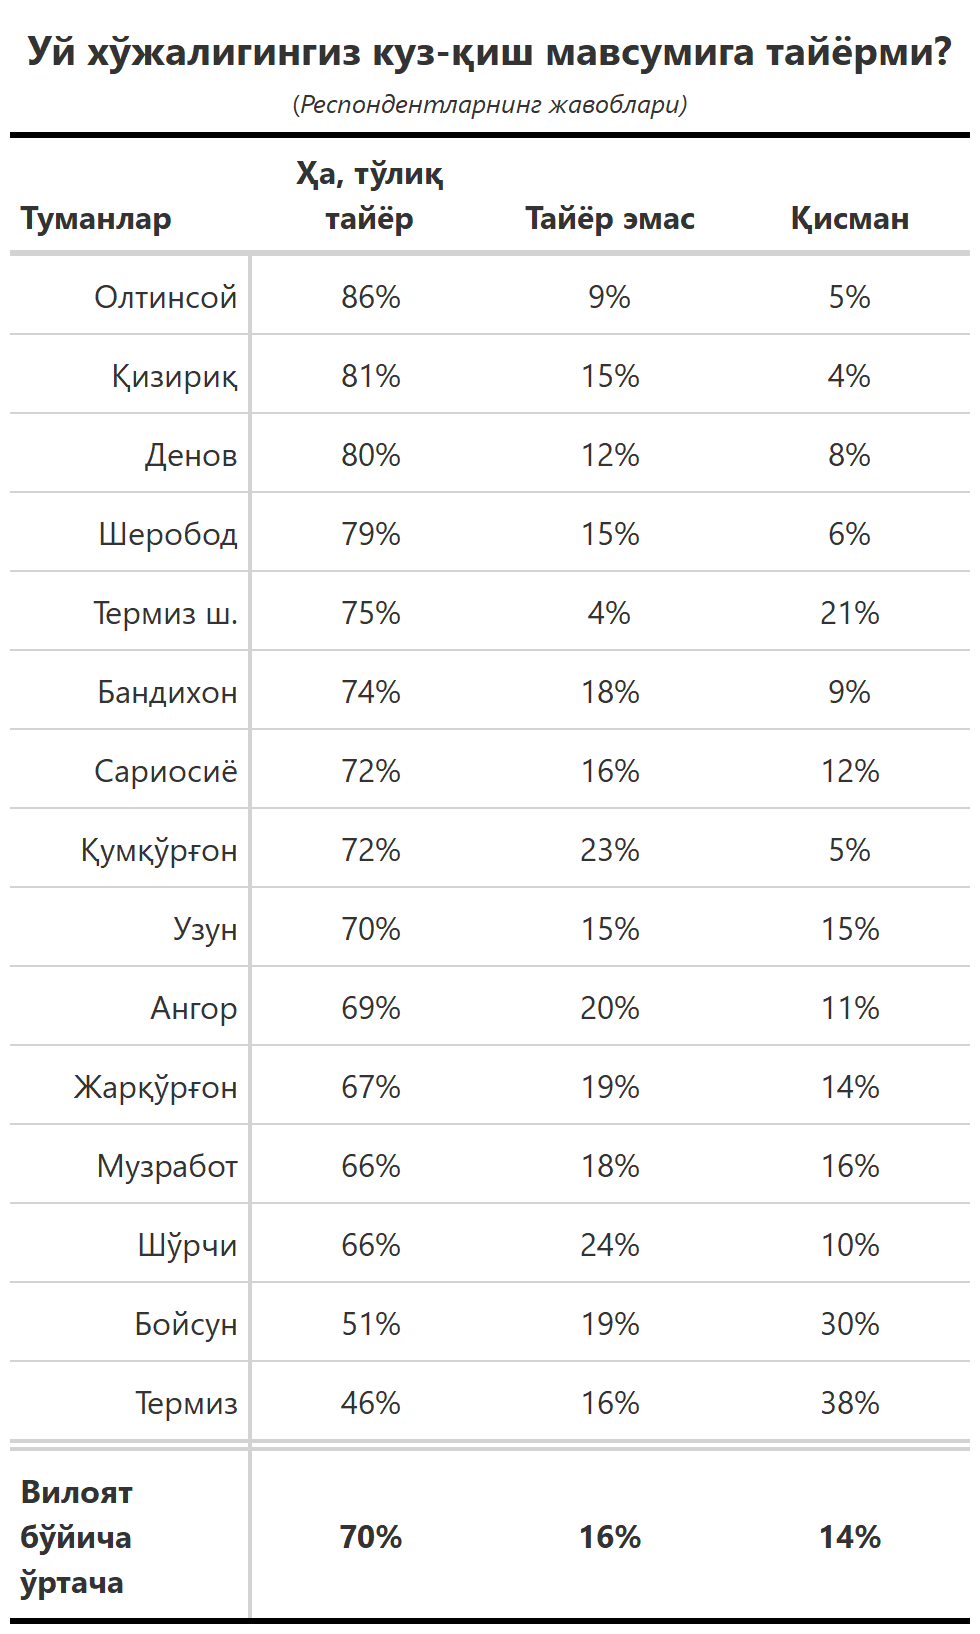 Уй хўжалигингиз куз-қиш мавсумига тайёрми?
(Респондентларнинг жавоблари)
Туманлар Ҳа, тўлиқ тайёр Тайёр эмас Қисман
Олтинсой 86% 9% 5%
Қизириқ 81% 15% 4%
Денов 80% 12% 8%
Шеробод 79% 15% 6%
Термиз ш. 75% 4% 21%
Бандихон 74% 18% 9%
Сариосиё 72% 16% 12%
Қумқўрғон 72% 23% 5%
Узун 70% 15% 15%
Ангор 69% 20% 11%
Жарқўрғон 67% 19% 14%
Музработ 66% 18% 16%
Шўрчи 66% 24% 10%
Бойсун 51% 19% 30%
Термиз 46% 16% 38%
Вилоят бўйича ўртача 70% 16% 14%